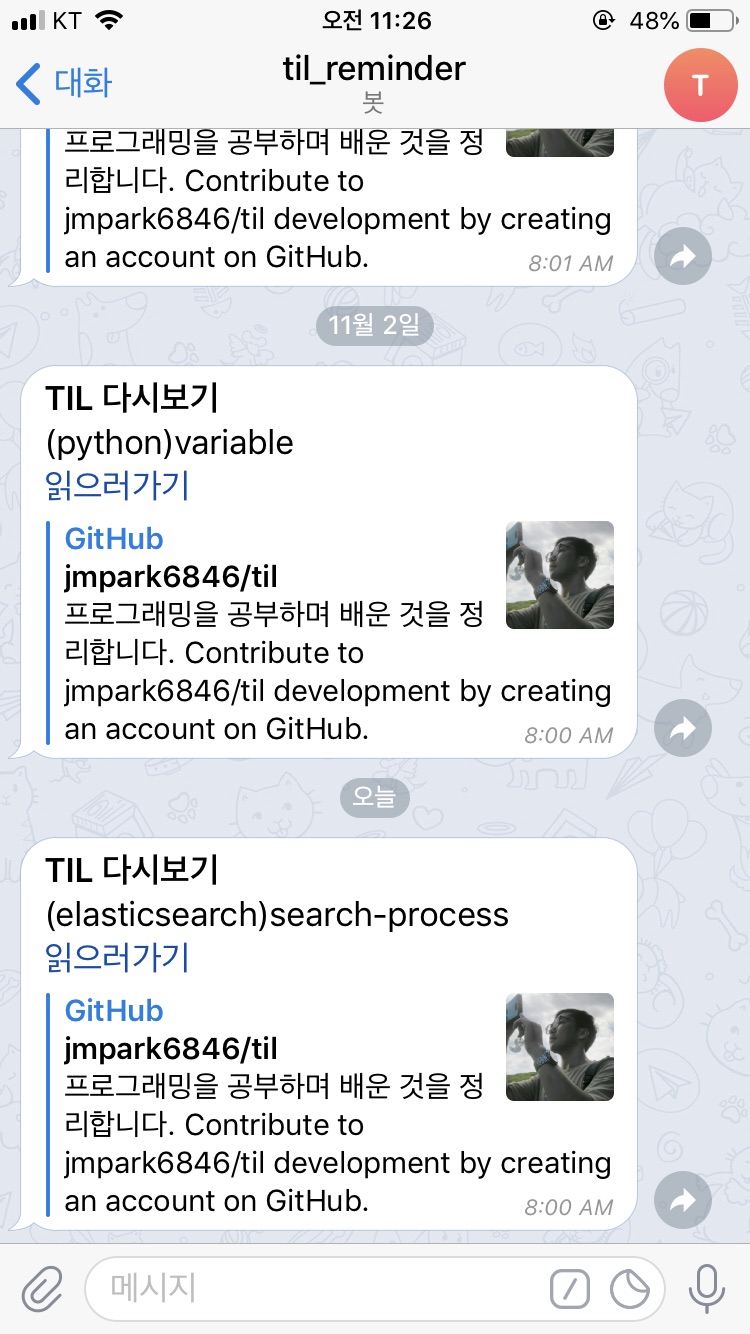 KT 오전 11:26 48%
대화 til_reminder T
봇
프로그래밍을 공부하며 배운 것을 정
리합니다. Contribute to
jmpark6846/til development by creating
an account on GitHub. 8:01 AM
11월 2일
TIL 다시보기
(python)variable
읽으러가기
GitHub
jmpark6846/til
프로그래밍을 공부하며 배운 것을 정
리합니다. Contribute to
jmpark6846/til development by creating
an account on GitHub. 8:00 AM
오늘
TIL 다시보기
(elasticsearch)search-process
읽으러가기
GitHub
jmpark6846/til
프로그래밍을 공부하며 배운 것을 정
리합니다. Contribute to
jmpark6846/til development by creating
an account on GitHub. 8:00 AM
메시지